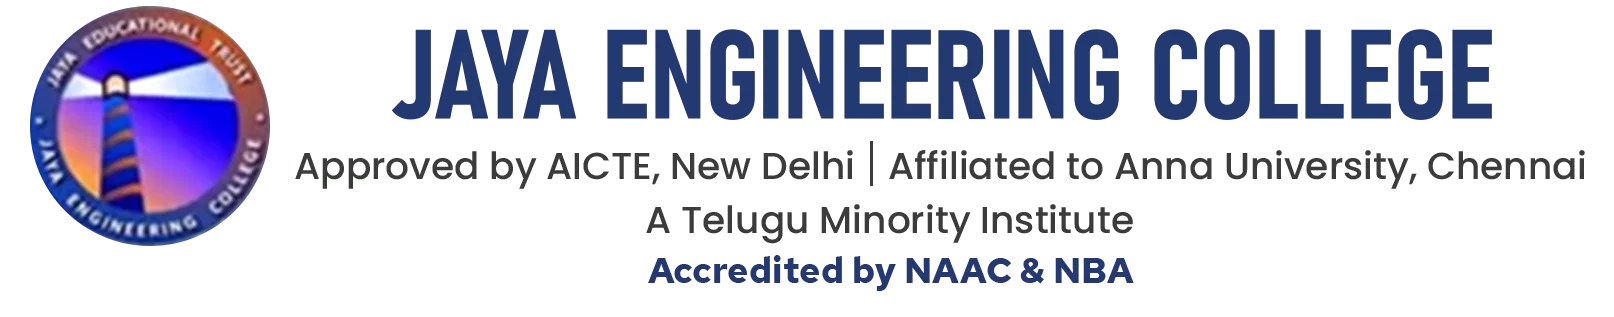 JAYA EDUCATIONAL TRUST
JAYA ENGINEERING COLLEGE
JAYA ENGINEERING COLLEGE
Approved by AICTE, New Delhi | Affiliated to Anna University, Chennai
A Telugu Minority Institute
Accredited by NAAC & NBA